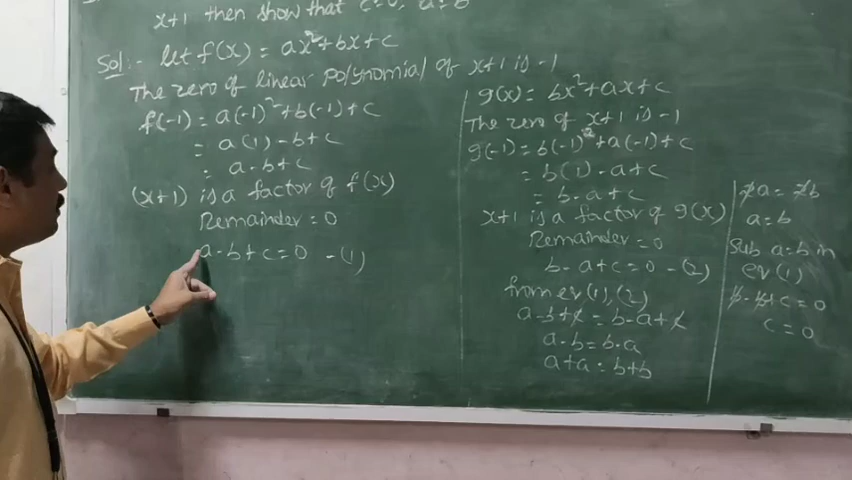 x+1 then show that c=0, a=b
Sol:- let f(x) = ax²+bx+c
The zero of linear polynomial of x+1 is -1
f(-1) = a(-1)²+b(-1)+c
= a(1)-b+c
= a-b+c
(x+1) is a factor of f(x)
Remainder = 0
a-b+c=0 -(1)
g(x) = bx²+ax+c
The zero of x+1 is -1
g(-1) = b(-1)²+a(-1)+c
= b(1)-a+c
= b-a+c
x+1 is a factor of g(x)
Remainder = 0
b-a+c=0 -(2)
from eq (1), (2)
a-b+c = b-a+c
a-b=b-a
a+a = b+b
2a = 2b
a=b
Sub a=b in
eq (1)
b-b+c=0
c=0